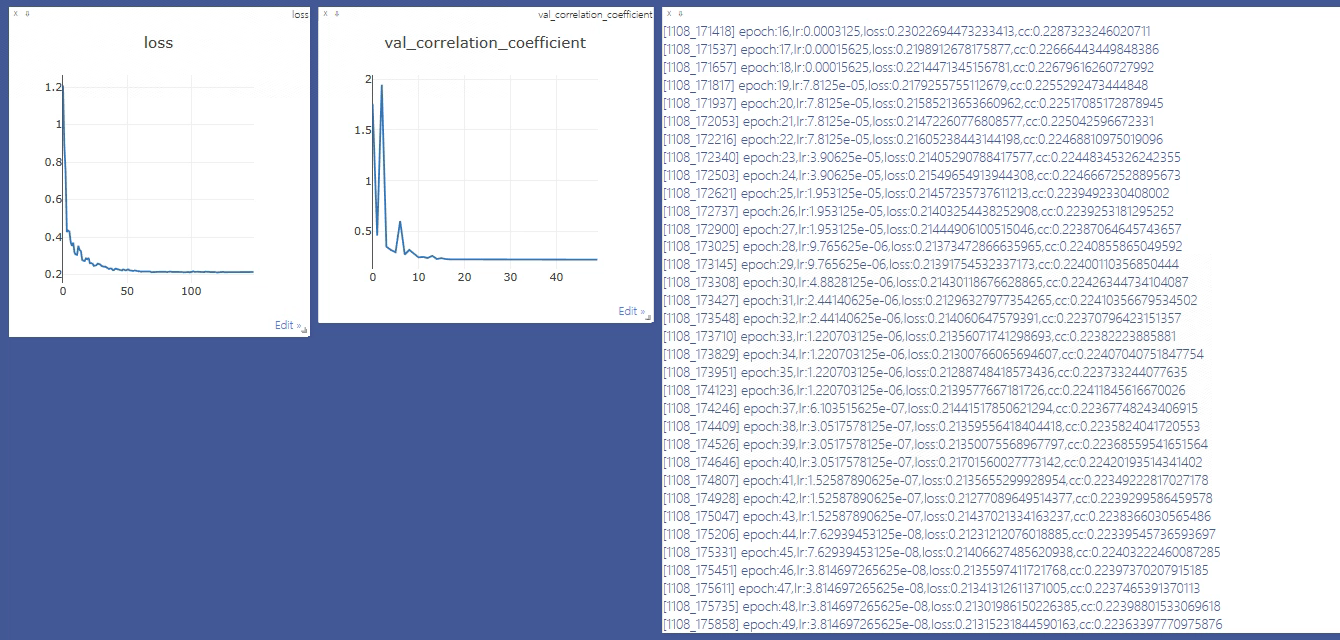 loss
loss
1.2
1
0.8
0.6
0.4
0.2
0
50
100
Edit »
val_correlation_coefficient
val_correlation_coefficient
2
1.5
1
0.5
0
10
20
30
40
Edit »
[1108_171418] epoch:16,lr:0.0003125,loss:0.23022694473233413,cc:0.2287323246020711
[1108_171537] epoch:17,lr:0.00015625,loss:0.2198912678175877,cc:0.22666443449848386
[1108_171657] epoch:18,lr:0.00015625,loss:0.2214471345156781,cc:0.22679616260727992
[1108_171817] epoch:19,lr:7.8125e-05,loss:0.2179255755112679,cc:0.2255292473444848
[1108_171937] epoch:20,lr:7.8125e-05,loss:0.21585213653660962,cc:0.22517085172878945
[1108_172053] epoch:21,lr:7.8125e-05,loss:0.21472260776808577,cc:0.225042596672331
[1108_172216] epoch:22,lr:7.8125e-05,loss:0.21605238443144198,cc:0.22468810975019096
[1108_172340] epoch:23,lr:3.90625e-05,loss:0.21405290788417577,cc:0.22448345326242355
[1108_172503] epoch:24,lr:3.90625e-05,loss:0.21549654913944308,cc:0.22466672528895673
[1108_172621] epoch:25,lr:1.953125e-05,loss:0.21457235737611213,cc:0.2239492330408002
[1108_172737] epoch:26,lr:1.953125e-05,loss:0.21403254438252908,cc:0.2239253181295252
[1108_172900] epoch:27,lr:1.953125e-05,loss:0.21444906100515046,cc:0.22387064645743657
[1108_173025] epoch:28,lr:9.765625e-06,loss:0.21373472866635965,cc:0.2240855865049592
[1108_173145] epoch:29,lr:9.765625e-06,loss:0.21391754532337173,cc:0.22400110356850444
[1108_173308] epoch:30,lr:4.8828125e-06,loss:0.21430118676628865,cc:0.22426344734104087
[1108_173427] epoch:31,lr:2.44140625e-06,loss:0.21296327977354265,cc:0.22410356679534502
[1108_173548] epoch:32,lr:2.44140625e-06,loss:0.214060647579391,cc:0.22370796423151357
[1108_173710] epoch:33,lr:1.220703125e-06,loss:0.21356071741298693,cc:0.22382223885881
[1108_173829] epoch:34,lr:1.220703125e-06,loss:0.21300766065694607,cc:0.22407040751847754
[1108_173951] epoch:35,lr:1.220703125e-06,loss:0.21288748418573436,cc:0.223733244077635
[1108_174123] epoch:36,lr:1.220703125e-06,loss:0.2139577667181726,cc:0.22411845616670026
[1108_174246] epoch:37,lr:6.103515625e-07,loss:0.21441517850621294,cc:0.22367748243406915
[1108_174409] epoch:38,lr:3.0517578125e-07,loss:0.21359556418404418,cc:0.2235824041720553
[1108_174526] epoch:39,lr:3.0517578125e-07,loss:0.21350075568967797,cc:0.22368559541651564
[1108_174646] epoch:40,lr:3.0517578125e-07,loss:0.21701560027773142,cc:0.22420193514341402
[1108_174807] epoch:41,lr:1.52587890625e-07,loss:0.2135655299928954,cc:0.22349222817027178
[1108_174928] epoch:42,lr:1.52587890625e-07,loss:0.21277089649514377,cc:0.2239299586459578
[1108_175047] epoch:43,lr:1.52587890625e-07,loss:0.21437021334163237,cc:0.2238366030565486
[1108_175206] epoch:44,lr:7.62939453125e-08,loss:0.21231212076018885,cc:0.22339545736593697
[1108_175331] epoch:45,lr:7.62939453125e-08,loss:0.21406627485620938,cc:0.22403222460087285
[1108_175451] epoch:46,lr:3.814697265625e-08,loss:0.2135597411721768,cc:0.22397370207915185
[1108_175611] epoch:47,lr:3.814697265625e-08,loss:0.21341312611371005,cc:0.2237465391370113
[1108_175735] epoch:48,lr:3.814697265625e-08,loss:0.21301986150226385,cc:0.22398801533069618
[1108_175858] epoch:49,lr:3.814697265625e-08,loss:0.21315231844590163,cc:0.22363397770975876